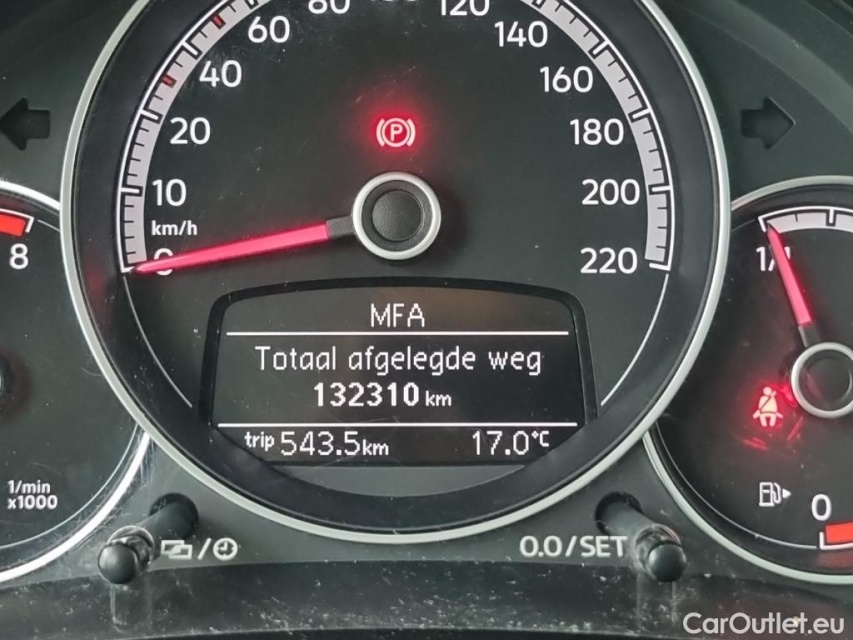 80
120
60
140
40
160
20
180
10
200
km/h
220
8
MFA
Totaal afgelegde weg
132310 km
trip 543.5km 17.0°C
1/min
x1000
0
0.0/SET
CarOutlet.eu